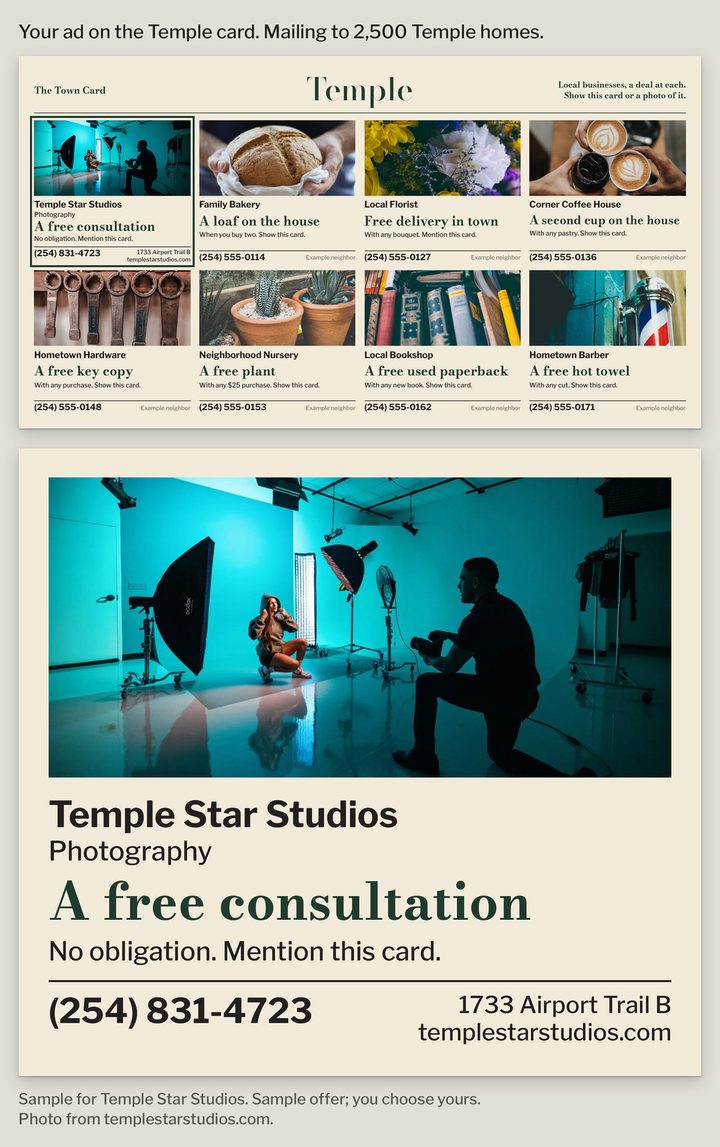 Your ad on the Temple card. Mailing to 2,500 Temple homes.
The Town Card
Temple
Local businesses, a deal at each.
Show this card or a photo of it.
Temple Star Studios
Photography
A free consultation
No obligation. Mention this card.
(254) 831-4723
1733 Airport Trail B
templestarstudios.com
Family Bakery
A loaf on the house
When you buy two. Show this card.
(254) 555-0114
Example neighbor
Local Florist
Free delivery in town
With any bouquet. Mention this card.
(254) 555-0127
Example neighbor
Corner Coffee House
A second cup on the house
With any pastry. Show this card.
(254) 555-0136
Example neighbor
Hometown Hardware
A free key copy
With any purchase. Show this card.
(254) 555-0148
Example neighbor
Neighborhood Nursery
A free plant
With any $25 purchase. Show this card.
(254) 555-0153
Example neighbor
Local Bookshop
A free used paperback
With any new book. Show this card.
(254) 555-0162
Example neighbor
Hometown Barber
A free hot towel
With any cut. Show this card.
(254) 555-0171
Example neighbor
Temple Star Studios
Photography
A free consultation
No obligation. Mention this card.
(254) 831-4723
1733 Airport Trail B
templestarstudios.com
Sample for Temple Star Studios. Sample offer; you choose yours.
Photo from templestarstudios.com.